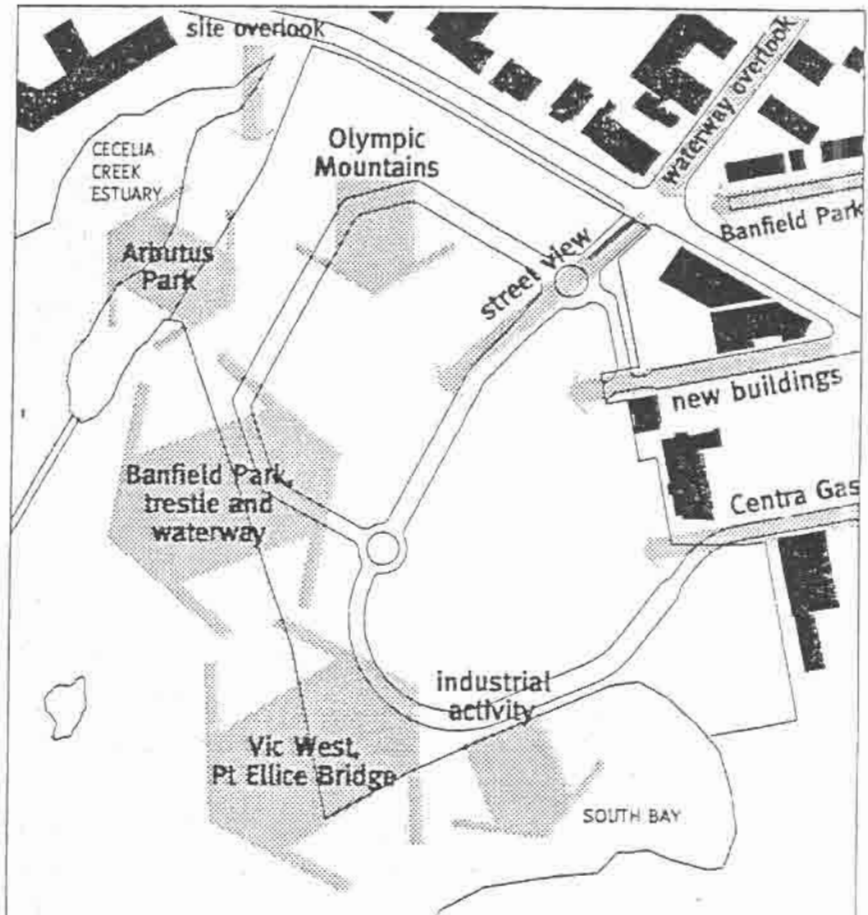 site overlook
waterway overlook
CECELIA
CREEK
ESTUARY
Olympic
Mountains
Banfield Park
Arbutus
Park
street view
new buildings
Banfield Park,
trestle and
waterway
Centra Gas
industrial
activity
Vic West,
Pt Ellice Bridge
SOUTH BAY